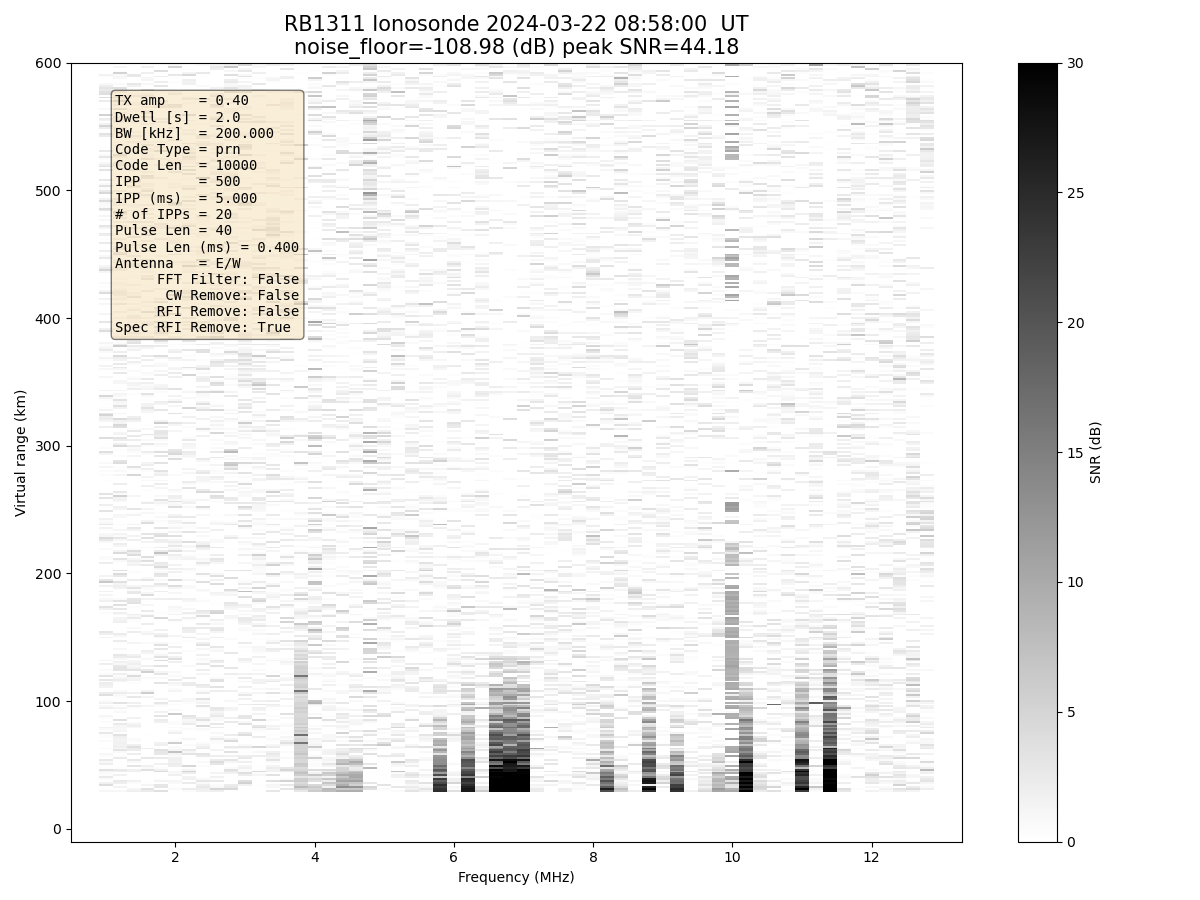 RB1311 Ionosonde 2024-03-22 08:58:00  UT
noise_floor=-108.98 (dB) peak SNR=44.18
TX amp    = 0.40
Dwell [s] = 2.0
BW [kHz]  = 200.000
Code Type = prn
Code Len  = 10000
IPP       = 500
IPP (ms)  = 5.000
# of IPPs = 20
Pulse Len = 40
Pulse Len (ms) = 0.400
Antenna   = E/W
FFT Filter: False
CW Remove: False
RFI Remove: False
Spec RFI Remove: True
600
500
400
300
200
100
0
Virtual range (km)
2 4 6 8 10 12
Frequency (MHz)
30
25
20
15
10
5
0
SNR (dB)